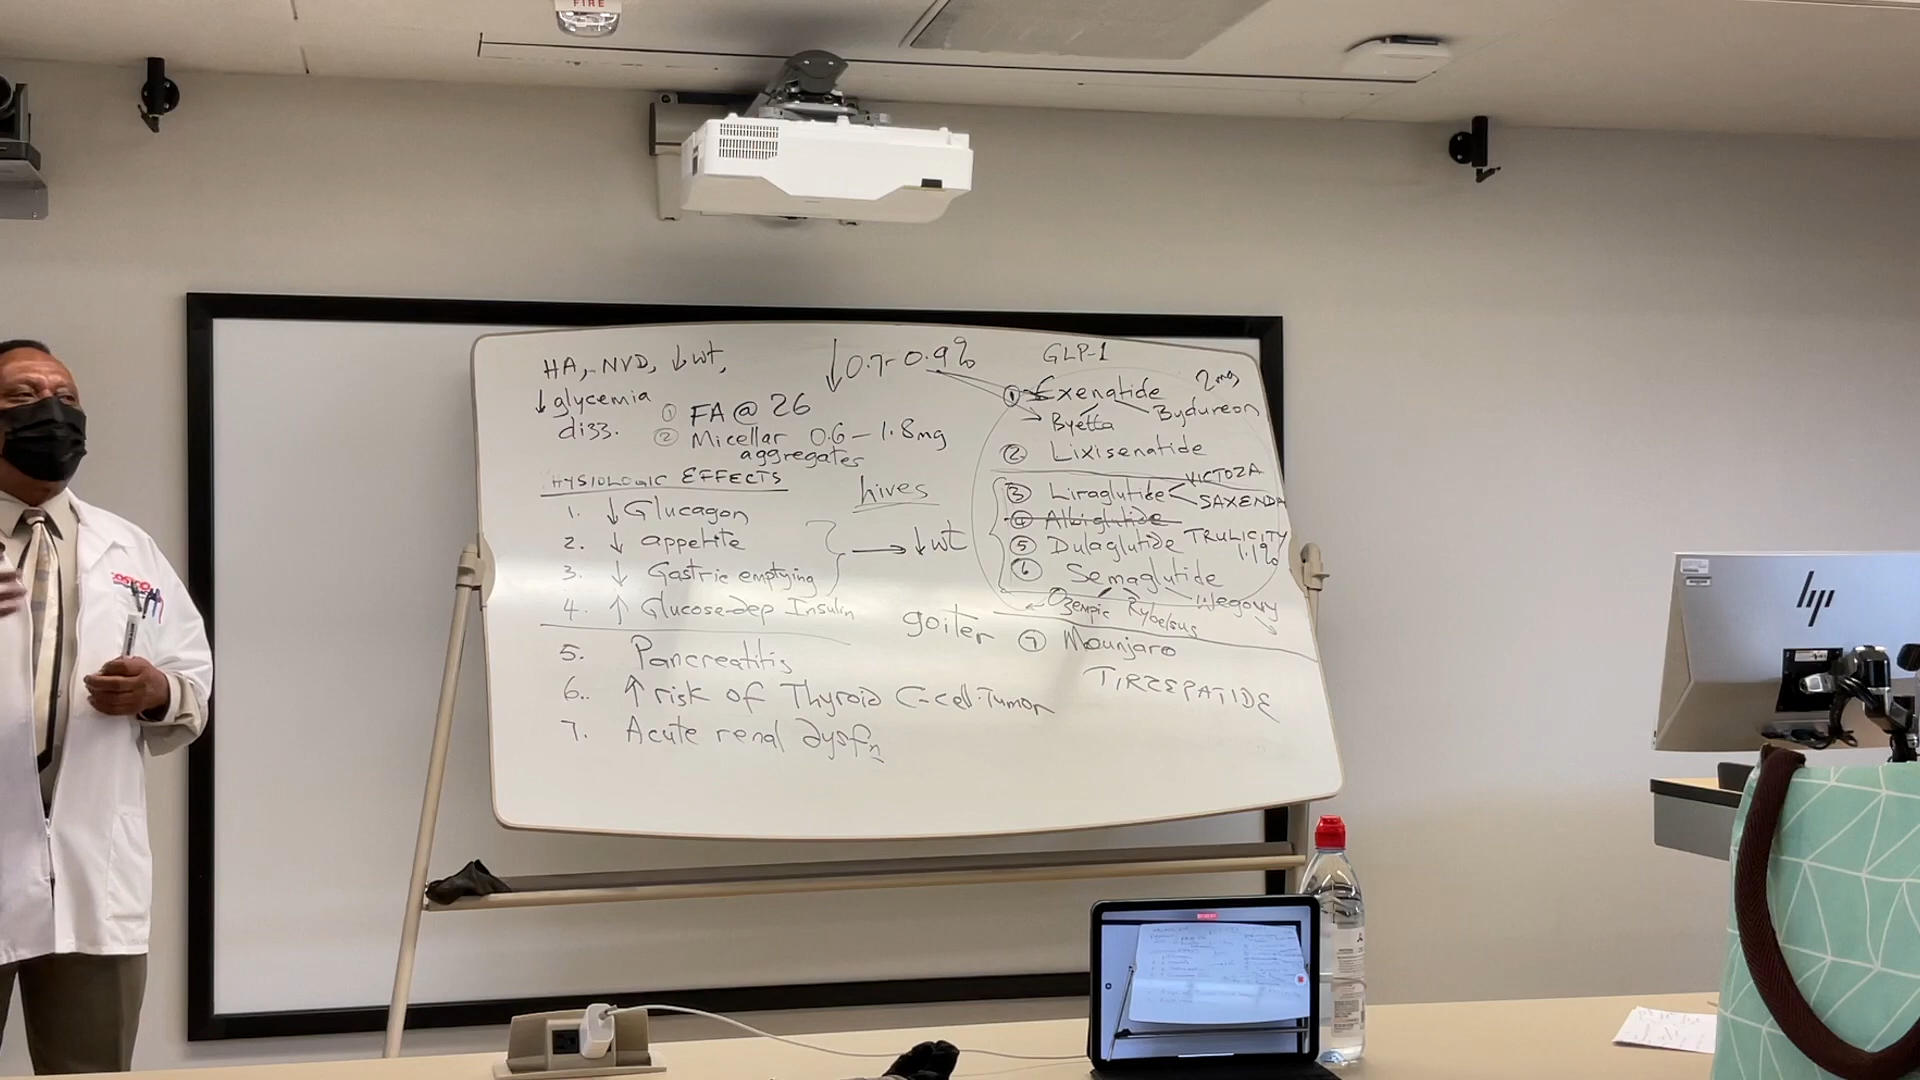 FIRE
HA, NVD, ↓wt,
↓glycemia
dizz.
① FA @ 26
② Micellar 0.6 – 1.8mg
aggregates
↓0.7-0.9%
HYSIOLOGIC EFFECTS
1. ↓Glucagon
2. ↓ appetite
3. ↓ Gastric emptying
4. ↑ Glucose-dep Insulin
→ ↓wt
hives
5. Pancreatitis
6. ↑ risk of Thyroid C-cell Tumor
7. Acute renal dysfn
goiter
GLP-1
① Exenatide 2mg
Byetta Bydureon
② Lixisenatide
③ Liraglutide VICTOZA
SAXENDA
④ Albiglutide
⑤ Dulaglutide TRULICITY
1.1%
⑥ Semaglutide
Ozempic Rybelsus Wegovy
⑦ Mounjaro
TIRZEPATIDE
hp